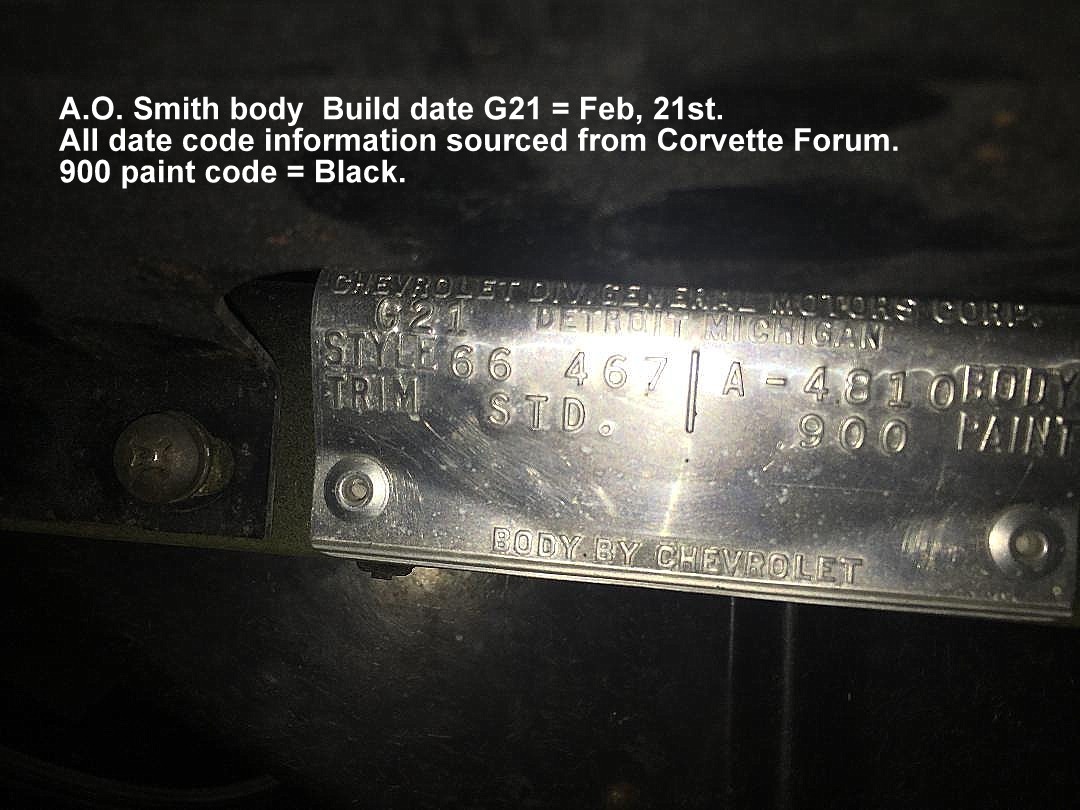 A.O. Smith body Build date G21 = Feb, 21st.
All date code information sourced from Corvette Forum.
900 paint code = Black.
CHEVROLET DIV. GENERAL MOTORS CORP.
G21 DETROIT MICHIGAN
STYLE 66 467 | A-4810 BODY
TRIM STD. 900 PAINT
BODY BY CHEVROLET